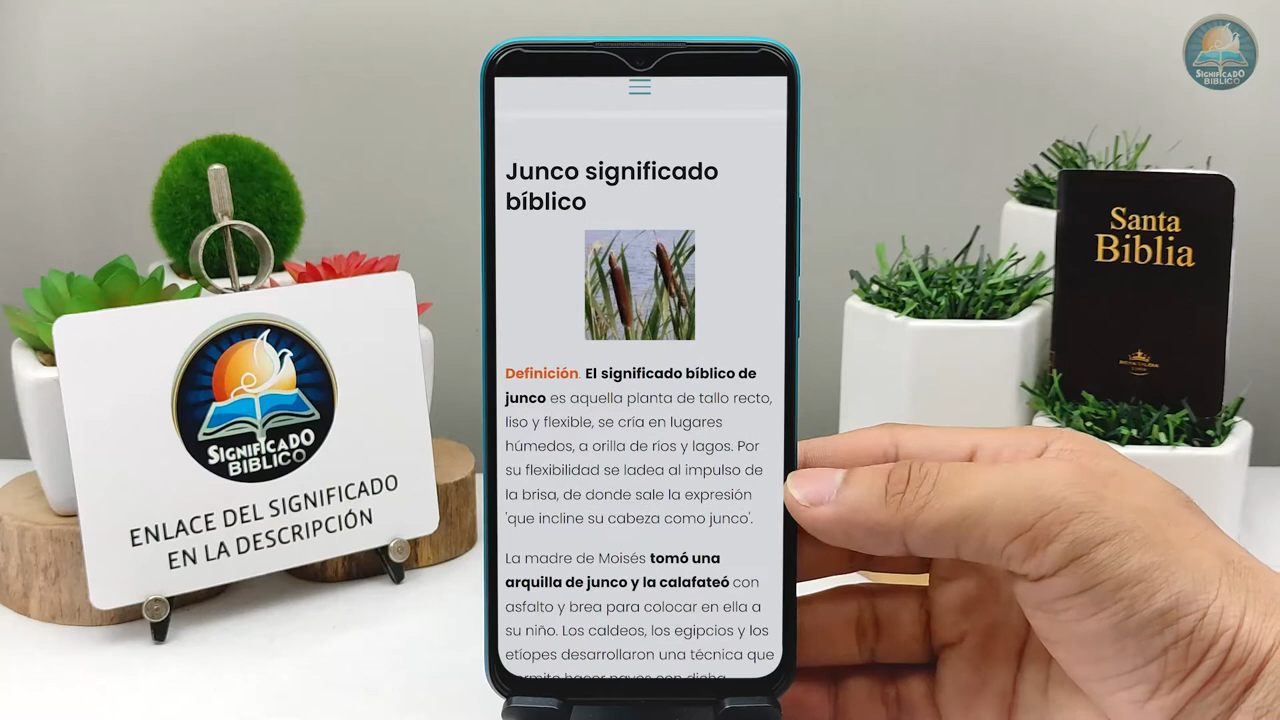 SIGNIFICADO
BIBLICO
Junco significado
bíblico
Definición. El significado bíblico de
junco es aquella planta de tallo recto,
liso y flexible, se cría en lugares
húmedos, a orilla de ríos y lagos. Por
su flexibilidad se ladea al impulso de
la brisa, de donde sale la expresión
'que incline su cabeza como junco'.
La madre de Moisés tomó una
arquilla de junco y la calafateó con
asfalto y brea para colocar en ella a
su niño. Los caldeos, los egipcios y los
etíopes desarrollaron una técnica que
SIGNIFICADO
BIBLICO
ENLACE DEL SIGNIFICADO
EN LA DESCRIPCIÓN
Santa
Biblia